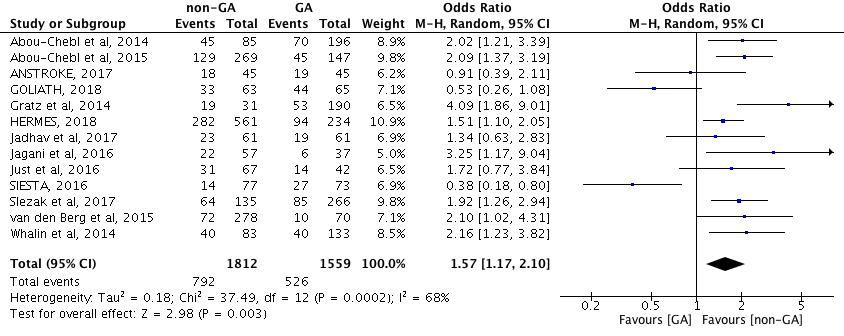 non-GA GA Odds Ratio Odds Ratio
Study or Subgroup Events Total Events Total Weight M-H, Random, 95% CI M-H, Random, 95% CI
Abou-Chebl et al, 2014 45 85 70 196 8.9% 2.02 [1.21, 3.39]
Abou-Chebl et al, 2015 129 269 45 147 9.8% 2.09 [1.37, 3.19]
ANSTROKE, 2017 18 45 19 45 6.1% 0.91 [0.39, 2.11]
GOLIATH, 2018 33 63 44 65 7.2% 0.53 [0.26, 1.08]
Gratz et al, 2014 19 31 53 190 6.6% 4.09 [1.86, 9.01]
HERMES, 2018 282 561 94 234 10.9% 1.51 [1.10, 2.05]
Jadhav et al, 2017 23 61 19 61 7.0% 1.34 [0.63, 2.83]
Jagani et al, 2016 22 57 6 37 5.0% 3.25 [1.17, 9.04]
Just et al, 2016 31 67 14 42 6.5% 1.72 [0.77, 3.84]
SIESTA, 2016 14 77 27 73 7.0% 0.38 [0.18, 0.80]
Slezak et al, 2017 64 135 85 266 9.8% 1.92 [1.26, 2.94]
van den Berg et al, 2015 72 278 10 70 7.2% 2.10 [1.02, 4.31]
Whalin et al, 2014 40 83 40 133 8.2% 2.16 [1.23, 3.82]
Total (95% CI) 1812 1559 100.0% 1.57 [1.17, 2.10]
Total events 792 526
Heterogeneity: Tau² = 0.18; Chi² = 37.49, df = 12 (P = 0.0002); I² = 68%
Test for overall effect: Z = 2.98 (P = 0.003)
0.2 0.5 1 2 5
Favours [GA] Favours [non-GA]